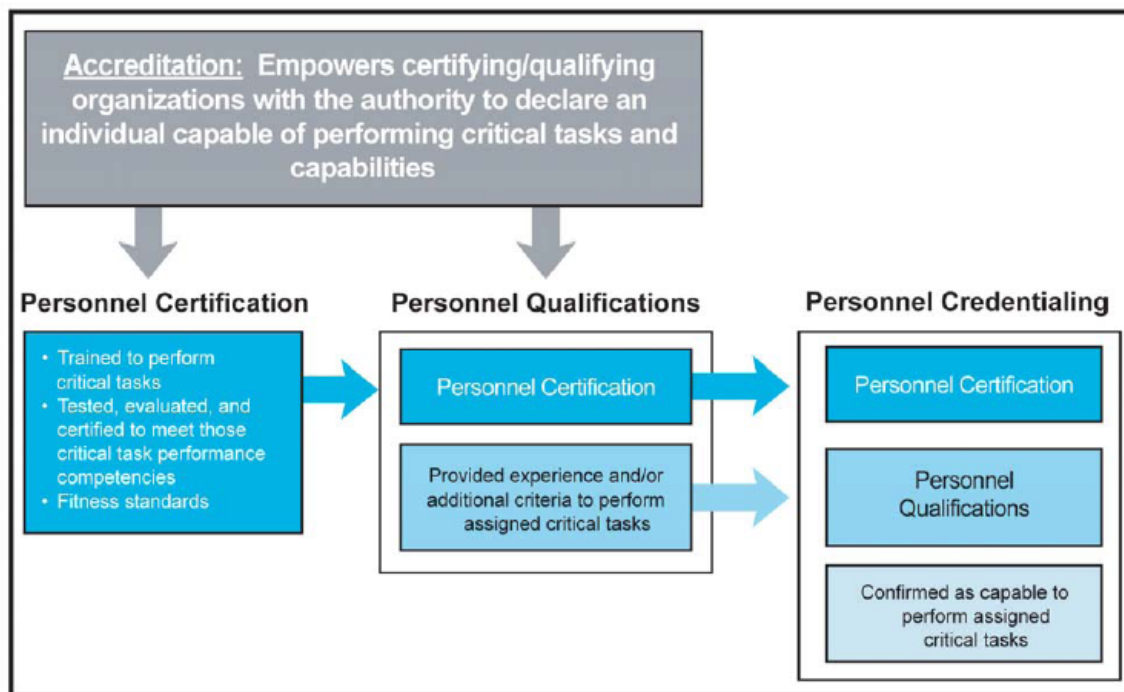 Accreditation: Empowers certifying/qualifying
organizations with the authority to declare an
individual capable of performing critical tasks and
capabilities
Personnel Certification
• Trained to perform
critical tasks
• Tested, evaluated, and
certified to meet those
critical task performance
competencies
• Fitness standards
Personnel Qualifications
Personnel Certification
Provided experience and/or
additional criteria to perform
assigned critical tasks
Personnel Credentialing
Personnel Certification
Personnel
Qualifications
Confirmed as capable to
perform assigned
critical tasks